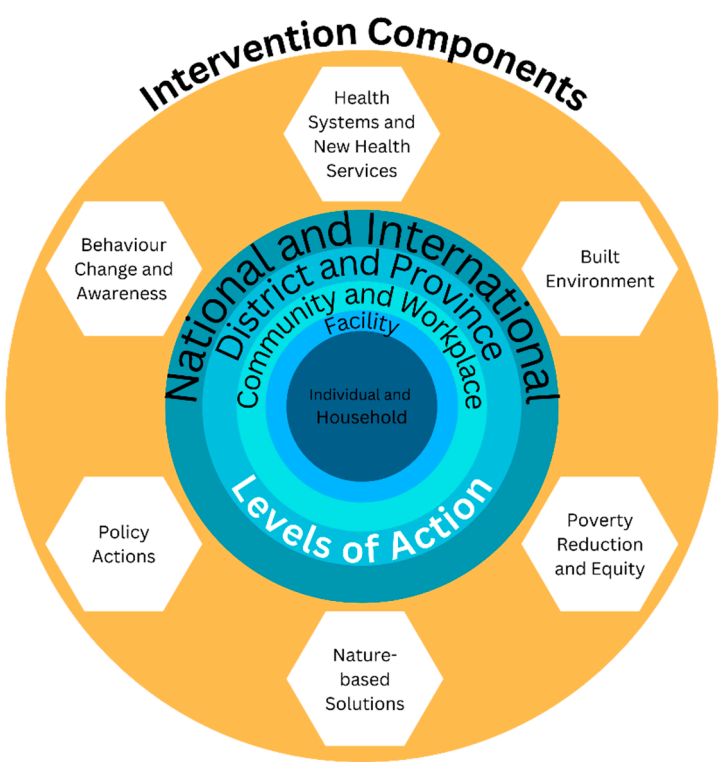 Intervention Components
Health
Systems and
New Health
Services
Behaviour
Change and
Awareness
Built
Environment
National and International
District and Province
Community and Workplace
Facility
Individual and
Household
Levels of Action
Policy
Actions
Poverty
Reduction
and Equity
Nature-
based
Solutions